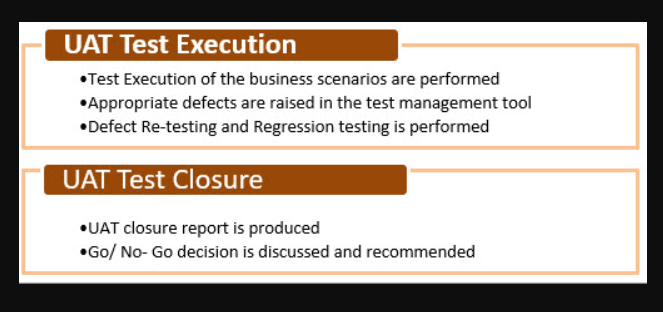 UAT Test Execution
•Test Execution of the business scenarios are performed
•Appropriate defects are raised in the test management tool
•Defect Re-testing and Regression testing is performed
UAT Test Closure
•UAT closure report is produced
•Go/ No- Go decision is discussed and recommended